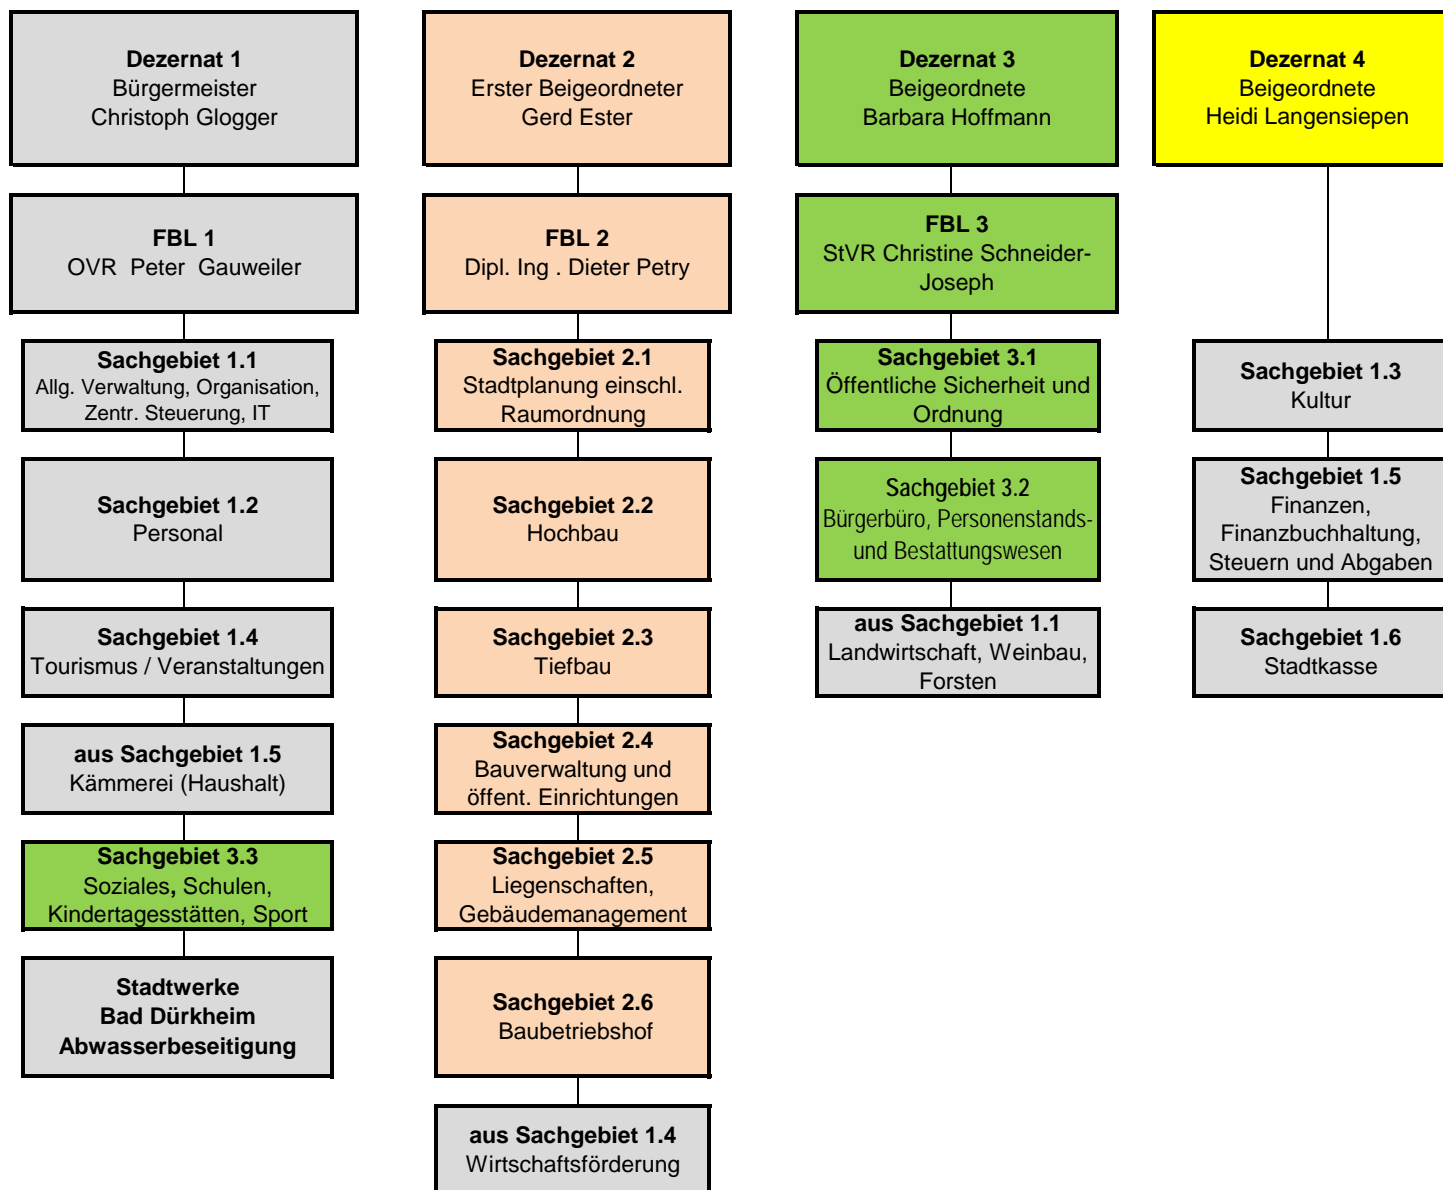 Dezernat 1
Bürgermeister
Christoph Glogger
FBL 1
OVR Peter Gauweiler
Sachgebiet 1.1
Allg. Verwaltung, Organisation,
Zentr. Steuerung, IT
Sachgebiet 1.2
Personal
Sachgebiet 1.4
Tourismus / Veranstaltungen
aus Sachgebiet 1.5
Kämmerei (Haushalt)
Sachgebiet 3.3
Soziales, Schulen,
Kindertagesstätten, Sport
Stadtwerke
Bad Dürkheim
Abwasserbeseitigung
Dezernat 2
Erster Beigeordneter
Gerd Ester
FBL 2
Dipl. Ing . Dieter Petry
Sachgebiet 2.1
Stadtplanung einschl.
Raumordnung
Sachgebiet 2.2
Hochbau
Sachgebiet 2.3
Tiefbau
Sachgebiet 2.4
Bauverwaltung und
öffent. Einrichtungen
Sachgebiet 2.5
Liegenschaften,
Gebäudemanagement
Sachgebiet 2.6
Baubetriebshof
aus Sachgebiet 1.4
Wirtschaftsförderung
Dezernat 3
Beigeordnete
Barbara Hoffmann
FBL 3
StVR Christine Schneider-
Joseph
Sachgebiet 3.1
Öffentliche Sicherheit und
Ordnung
Sachgebiet 3.2
Bürgerbüro, Personenstands-
und Bestattungswesen
aus Sachgebiet 1.1
Landwirtschaft, Weinbau,
Forsten
Dezernat 4
Beigeordnete
Heidi Langensiepen
Sachgebiet 1.3
Kultur
Sachgebiet 1.5
Finanzen,
Finanzbuchhaltung,
Steuern und Abgaben
Sachgebiet 1.6
Stadtkasse